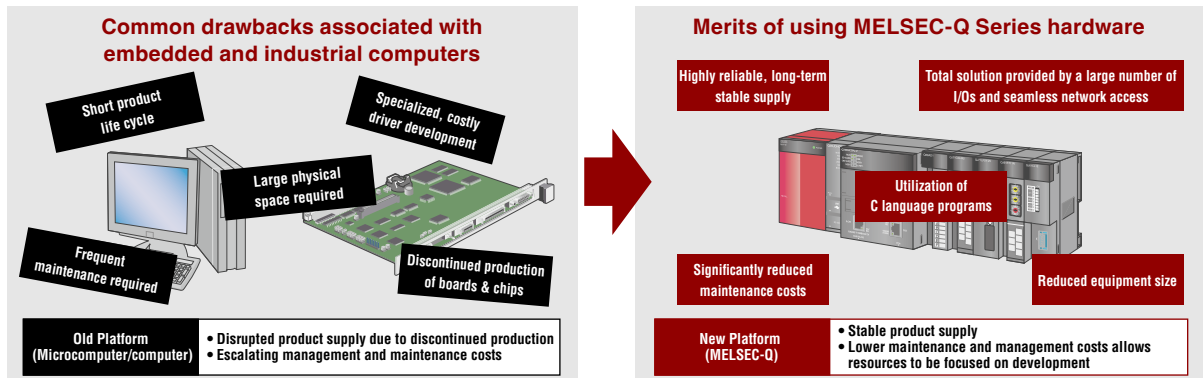 Common drawbacks associated with
embedded and industrial computers
Short product
life cycle
Specialized, costly
driver development
Large physical
space required
Frequent
maintenance required
Discontinued production
of boards & chips
Old Platform
(Microcomputer/computer)
• Disrupted product supply due to discontinued production
• Escalating management and maintenance costs
Merits of using MELSEC-Q Series hardware
Highly reliable, long-term
stable supply
Total solution provided by a large number of
I/Os and seamless network access
Utilization of
C language programs
Significantly reduced
maintenance costs
Reduced equipment size
New Platform
(MELSEC-Q)
• Stable product supply
• Lower maintenance and management costs allows
resources to be focused on development